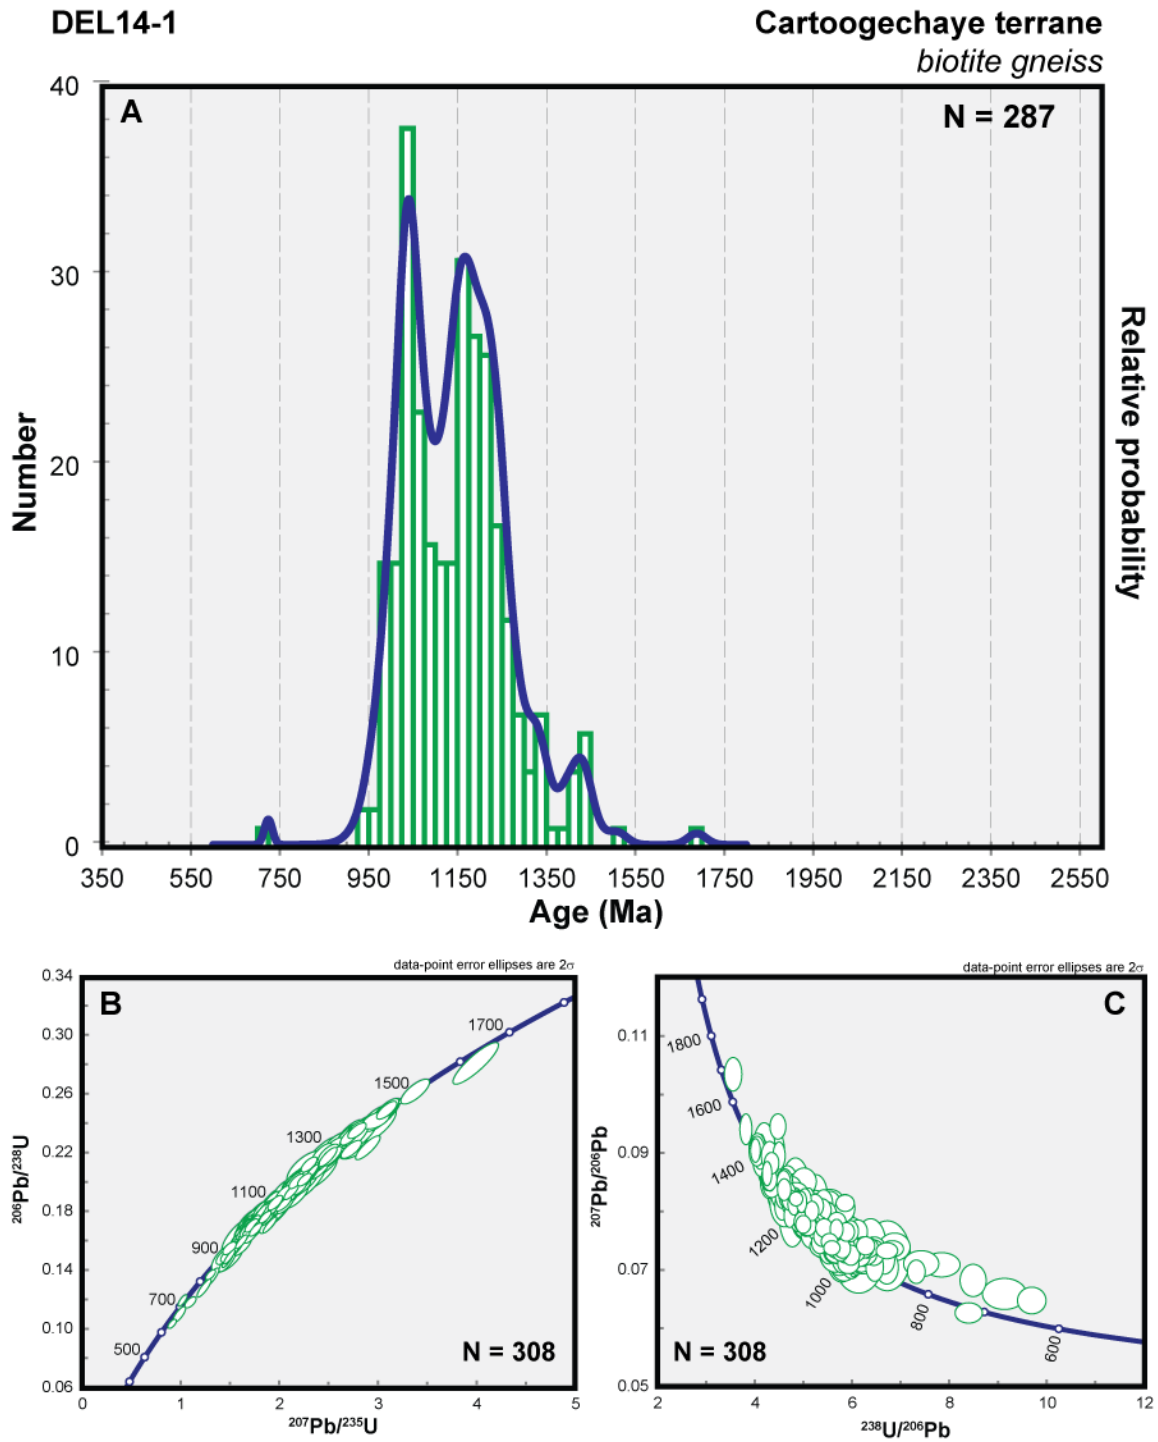 DEL14-1
Cartoogechaye terrane
biotite gneiss
A
N = 287
40
30
20
10
0
Number
Relative probability
350 550 750 950 1150 1350 1550 1750 1950 2150 2350 2550
Age (Ma)
data-point error ellipses are 2σ
B
0.34
0.30
0.26
0.22
0.18
0.14
0.10
0.06
²⁰⁶Pb/²³⁸U
1700
1500
1300
1100
900
700
500
N = 308
0 1 2 3 4 5
²⁰⁷Pb/²³⁵U
data-point error ellipses are 2σ
C
0.11
0.09
0.07
0.05
²⁰⁷Pb/²⁰⁶Pb
1800
1600
1400
1200
1000
800
600
N = 308
2 4 6 8 10 12
²³⁸U/²⁰⁶Pb